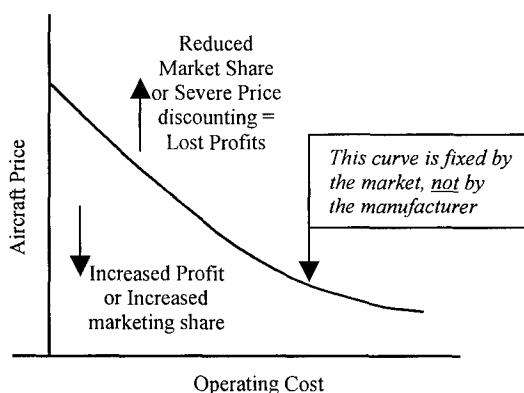 Reduced
Market Share
or Severe Price
discounting =
Lost Profits
This curve is fixed by
the market, not by
the manufacturer
Aircraft Price
Increased Profit
or Increased
marketing share
Operating Cost